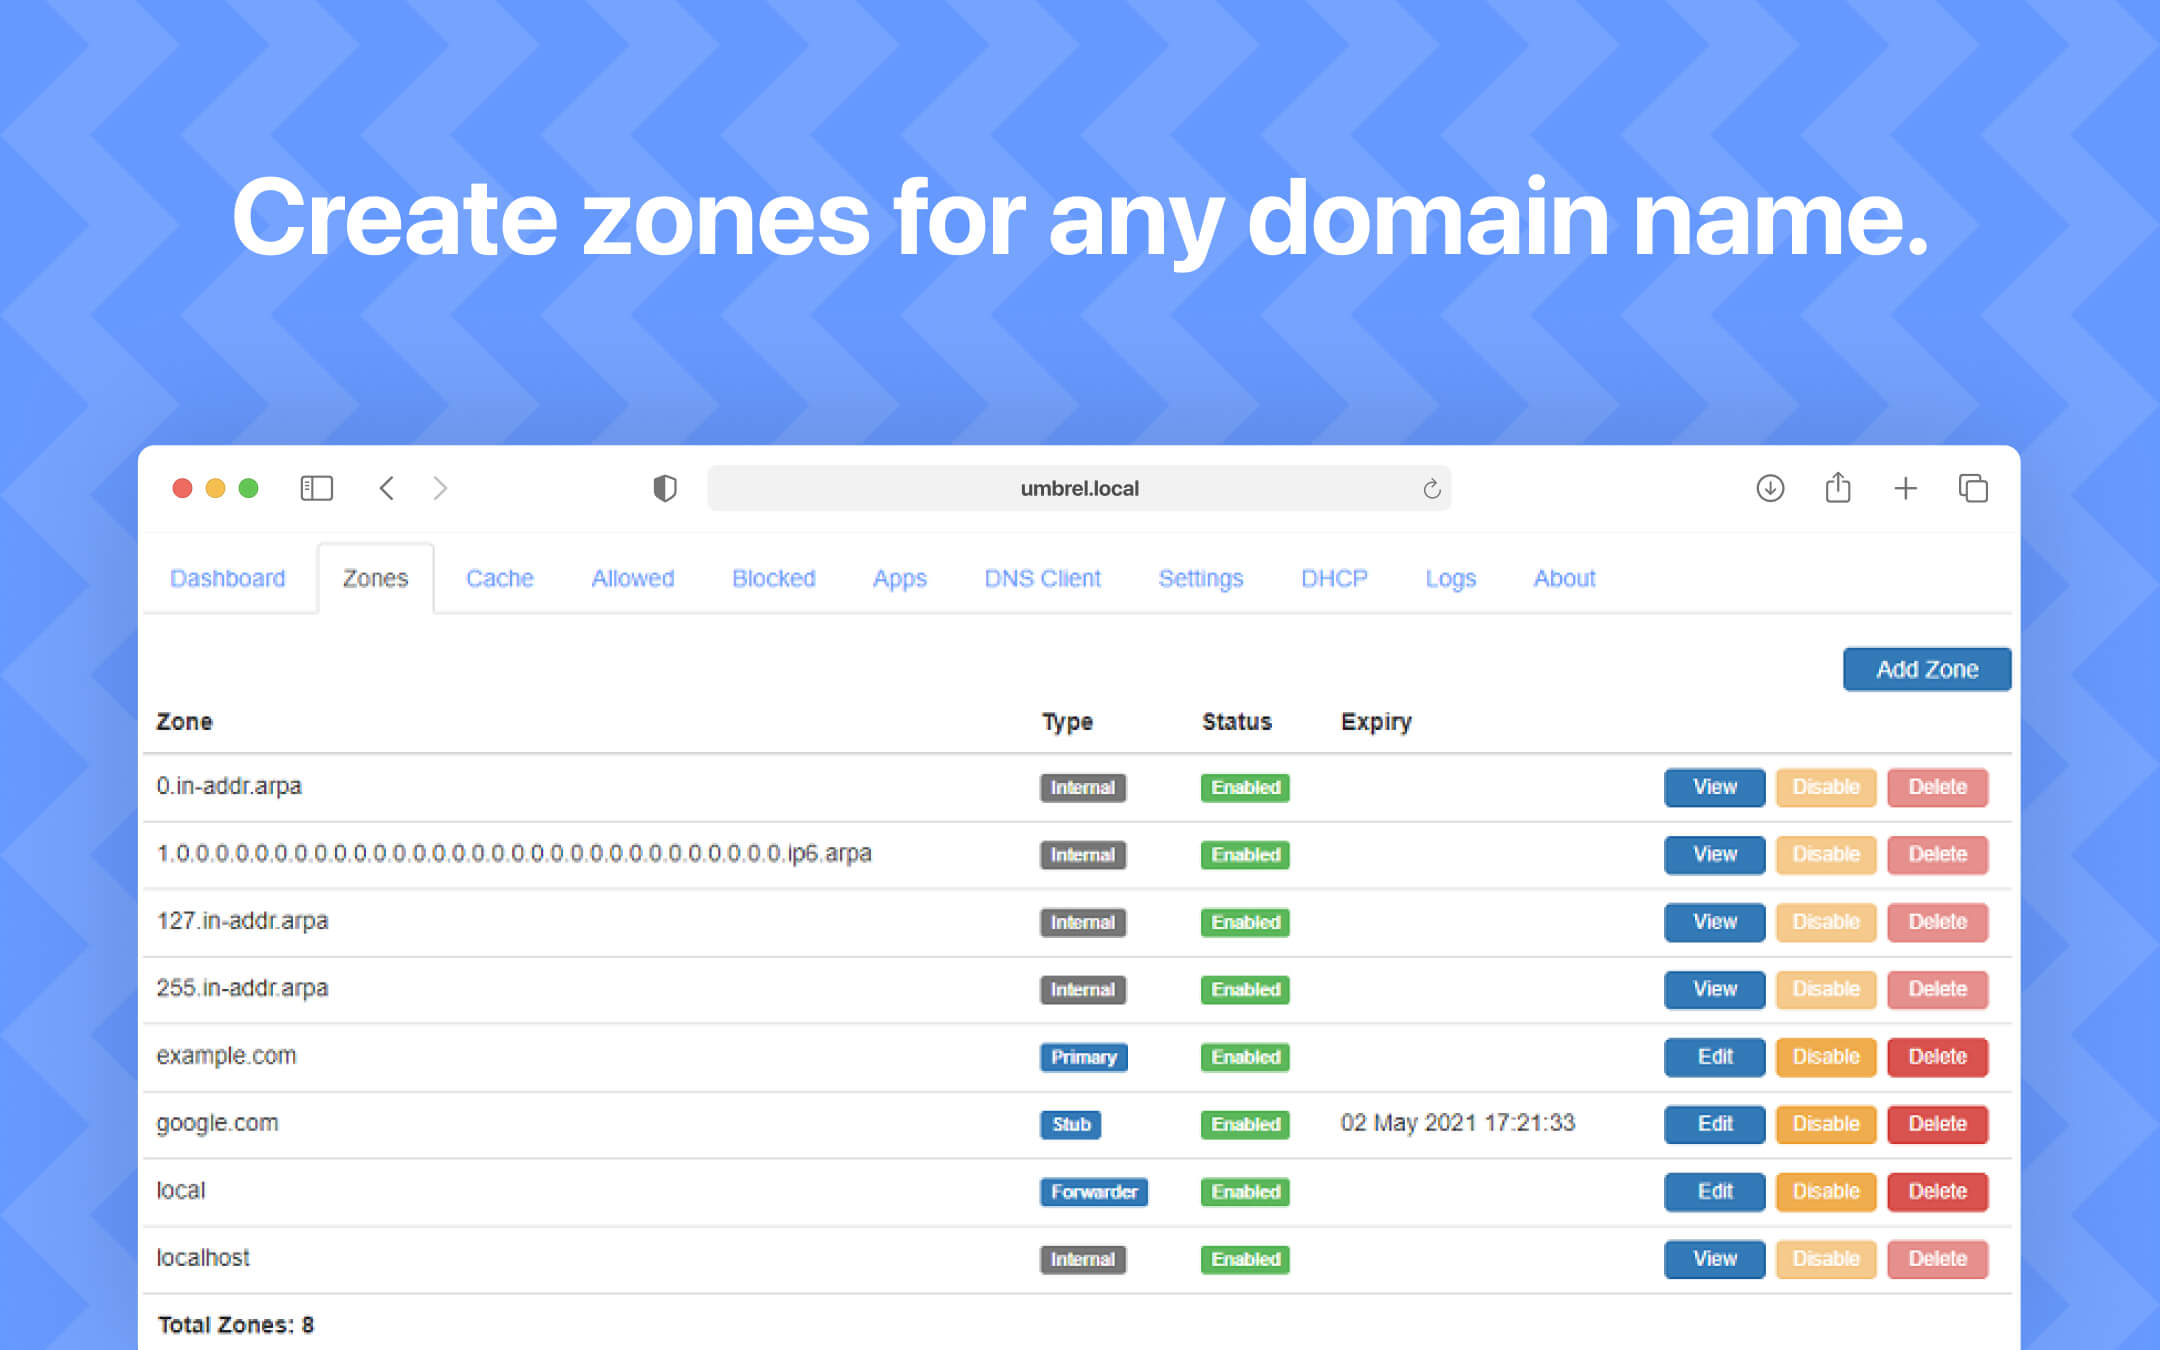 Create zones for any domain name.
umbrel.local
Dashboard Zones Cache Allowed Blocked Apps DNS Client Settings DHCP Logs About
Add Zone
Zone Type Status Expiry
0.in-addr.arpa Internal Enabled View Disable Delete
1.0.0.0.0.0.0.0.0.0.0.0.0.0.0.0.0.0.0.0.0.0.0.0.0.0.0.0.0.0.0.0.ip6.arpa Internal Enabled View Disable Delete
127.in-addr.arpa Internal Enabled View Disable Delete
255.in-addr.arpa Internal Enabled View Disable Delete
example.com Primary Enabled Edit Disable Delete
google.com Stub Enabled 02 May 2021 17:21:33 Edit Disable Delete
local Forwarder Enabled Edit Disable Delete
localhost Internal Enabled View Disable Delete
Total Zones: 8